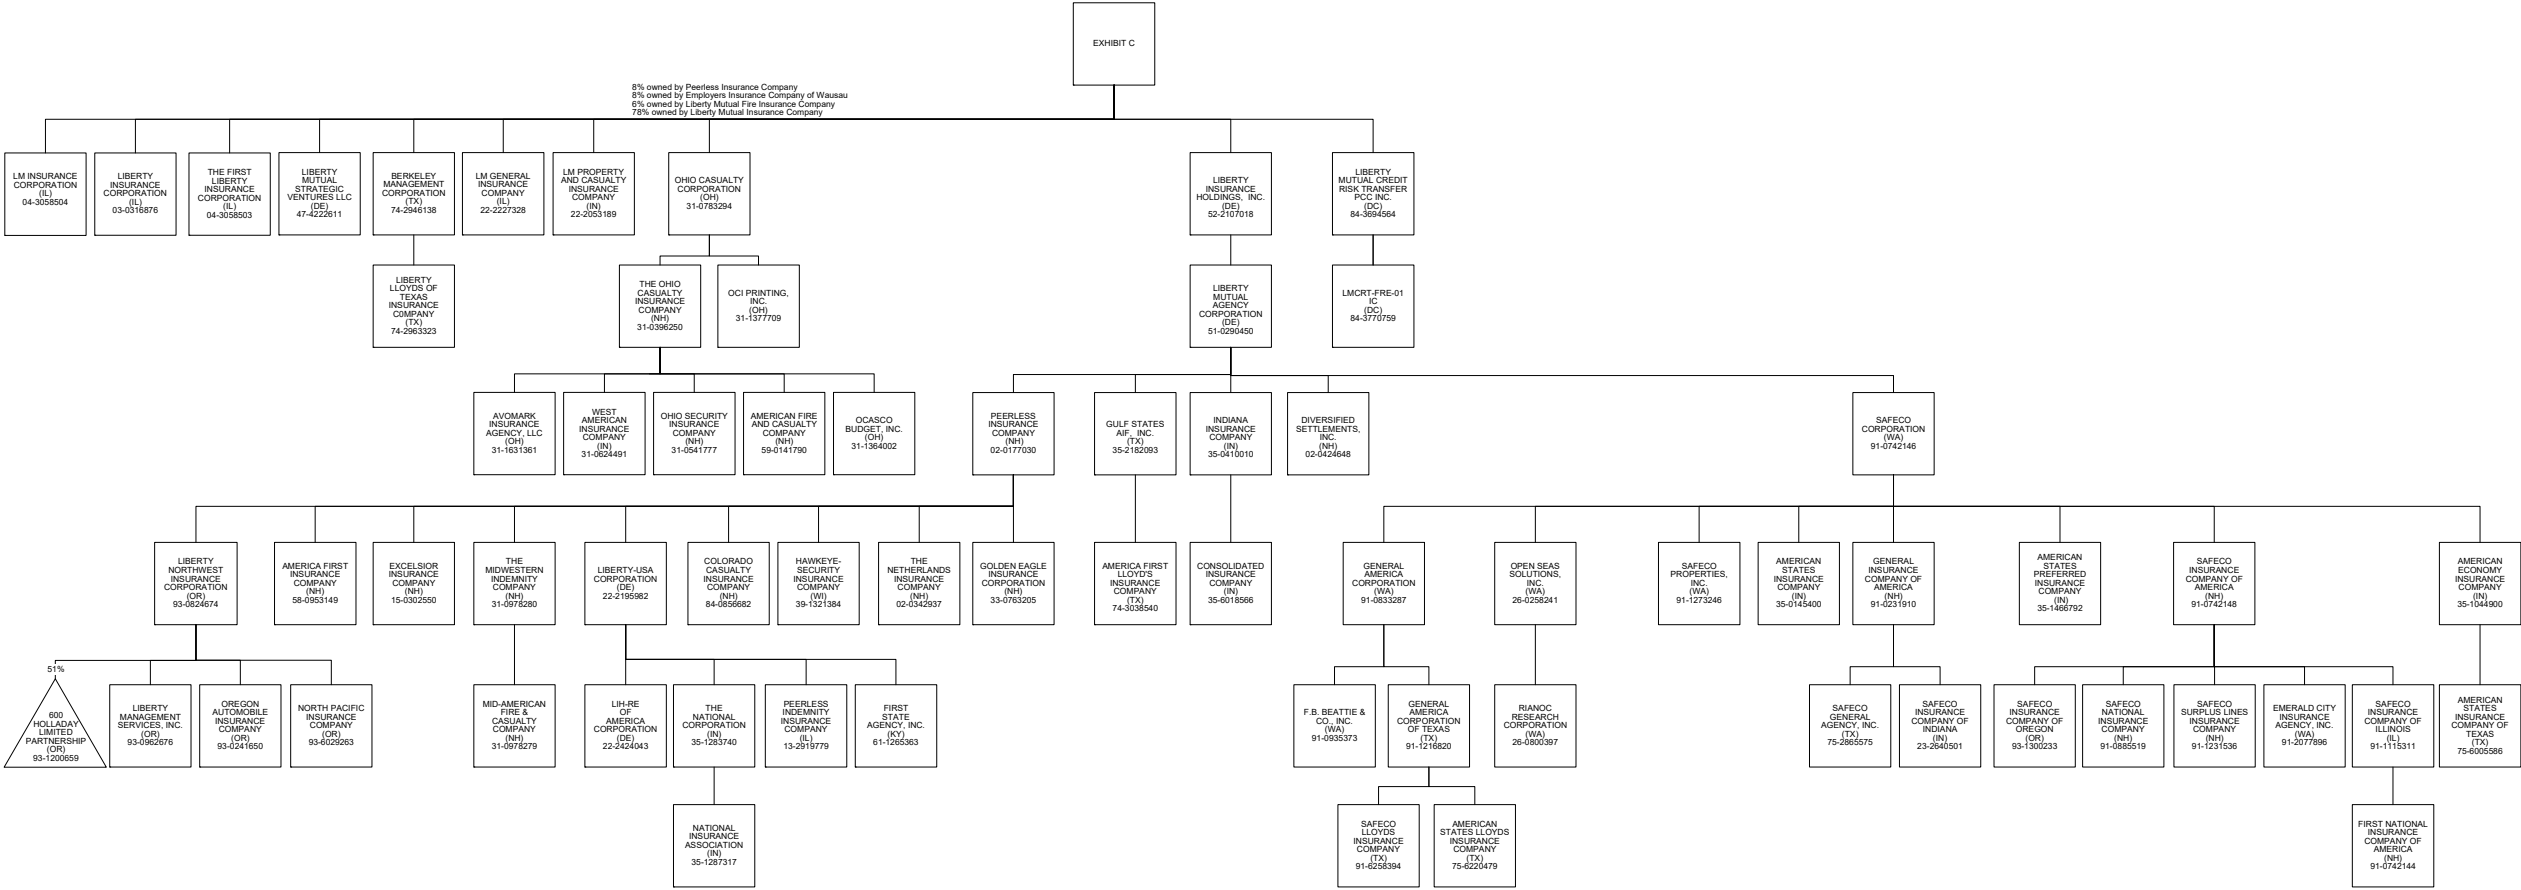 EXHIBIT C
8% owned by Peerless Insurance Company
8% owned by Employers Insurance Company of Wausau
6% owned by Liberty Mutual Fire Insurance Company
78% owned by Liberty Mutual Insurance Company
LM INSURANCE
CORPORATION
(IL)
04-3058504
LIBERTY
INSURANCE
CORPORATION
(IL)
03-0316876
THE FIRST
LIBERTY
INSURANCE
CORPORATION
(IL)
04-3058503
LIBERTY
MUTUAL
STRATEGIC
VENTURES LLC
(DE)
47-4222611
BERKELEY
MANAGEMENT
CORPORATION
(TX)
74-2946138
LM GENERAL
INSURANCE
COMPANY
(IL)
22-2227328
LM PROPERTY
AND CASUALTY
INSURANCE
COMPANY
(IN)
22-2053189
OHIO CASUALTY
CORPORATION
(OH)
31-0783294
LIBERTY
INSURANCE
HOLDINGS, INC.
(DE)
52-2107018
LIBERTY
MUTUAL CREDIT
RISK TRANSFER
PCC INC.
(DC)
84-3694564
LIBERTY
LLOYDS OF
TEXAS
INSURANCE
C0MPANY
(TX)
74-2963323
THE OHIO
CASUALTY
INSURANCE
COMPANY
(NH)
31-0396250
OCI PRINTING,
INC.
(OH)
31-1377709
LIBERTY
MUTUAL
AGENCY
CORPORATION
(DE)
51-0290450
LMCRT-FRE-01
IC
(DC)
84-3770759
AVOMARK
INSURANCE
AGENCY, LLC
(OH)
31-1631361
WEST
AMERICAN
INSURANCE
COMPANY
(IN)
31-0624491
OHIO SECURITY
INSURANCE
COMPANY
(NH)
31-0541777
AMERICAN FIRE
AND CASUALTY
COMPANY
(NH)
59-0141790
OCASCO
BUDGET, INC.
(OH)
31-1364002
PEERLESS
INSURANCE
COMPANY
(NH)
02-0177030
GULF STATES
AIF, INC.
(TX)
35-2182093
INDIANA
INSURANCE
COMPANY
(IN)
35-0410010
DIVERSIFIED
SETTLEMENTS,
INC.
(NH)
02-0424648
SAFECO
CORPORATION
(WA)
91-0742146
LIBERTY
NORTHWEST
INSURANCE
CORPORATION
(OR)
93-0824674
AMERICA FIRST
INSURANCE
COMPANY
(NH)
58-0953149
EXCELSIOR
INSURANCE
COMPANY
(NH)
15-0302550
THE
MIDWESTERN
INDEMNITY
COMPANY
(NH)
31-0978280
LIBERTY-USA
CORPORATION
(DE)
22-2195982
COLORADO
CASUALTY
INSURANCE
COMPANY
(NH)
84-0856682
HAWKEYE-
SECURITY
INSURANCE
COMPANY
(WI)
39-1321384
THE
NETHERLANDS
INSURANCE
COMPANY
(NH)
02-0342937
GOLDEN EAGLE
INSURANCE
CORPORATION
(NH)
33-0763205
AMERICA FIRST
LLOYD'S
INSURANCE
COMPANY
(TX)
74-3038540
CONSOLIDATED
INSURANCE
COMPANY
(IN)
35-6018566
GENERAL
AMERICA
CORPORATION
(WA)
91-0833287
OPEN SEAS
SOLUTIONS,
INC.
(WA)
26-0258241
SAFECO
PROPERTIES,
INC.
(WA)
91-1273246
AMERICAN
STATES
INSURANCE
COMPANY
(IN)
35-0145400
GENERAL
INSURANCE
COMPANY OF
AMERICA
(NH)
91-0231910
AMERICAN
STATES
PREFERRED
INSURANCE
COMPANY
(IN)
35-1466792
SAFECO
INSURANCE
COMPANY OF
AMERICA
(NH)
91-0742148
AMERICAN
ECONOMY
INSURANCE
COMPANY
(IN)
35-1044900
51%
600
HOLLADAY
LIMITED
PARTNERSHIP
(OR)
93-1200659
LIBERTY
MANAGEMENT
SERVICES, INC.
(OR)
93-0962676
OREGON
AUTOMOBILE
INSURANCE
COMPANY
(OR)
93-0241650
NORTH PACIFIC
INSURANCE
COMPANY
(OR)
93-6029263
MID-AMERICAN
FIRE &
CASUALTY
COMPANY
(NH)
31-0978279
LIH-RE
OF
AMERICA
CORPORATION
(DE)
22-2424043
THE
NATIONAL
CORPORATION
(IN)
35-1283740
PEERLESS
INDEMNITY
INSURANCE
COMPANY
(IL)
13-2919779
FIRST
STATE
AGENCY, INC.
(KY)
61-1265363
F.B. BEATTIE &
CO., INC.
(WA)
91-0935373
GENERAL
AMERICA
CORPORATION
OF TEXAS
(TX)
91-1216820
RIANOC
RESEARCH
CORPORATION
(WA)
26-0800397
SAFECO
GENERAL
AGENCY, INC.
(TX)
75-2865575
SAFECO
INSURANCE
COMPANY OF
INDIANA
(IN)
23-2640501
SAFECO
INSURANCE
COMPANY OF
OREGON
(OR)
93-1300233
SAFECO
NATIONAL
INSURANCE
COMPANY
(NH)
91-0885519
SAFECO
SURPLUS LINES
INSURANCE
COMPANY
(NH)
91-1231536
EMERALD CITY
INSURANCE
AGENCY, INC.
(WA)
91-2077896
SAFECO
INSURANCE
COMPANY OF
ILLINOIS
(IL)
91-1115311
AMERICAN
STATES
INSURANCE
COMPANY OF
TEXAS
(TX)
75-6005586
NATIONAL
INSURANCE
ASSOCIATION
(IN)
35-1287317
SAFECO
LLOYDS
INSURANCE
COMPANY
(TX)
91-6258394
AMERICAN
STATES LLOYDS
INSURANCE
COMPANY
(TX)
75-6220479
FIRST NATIONAL
INSURANCE
COMPANY OF
AMERICA
(NH)
91-0742144